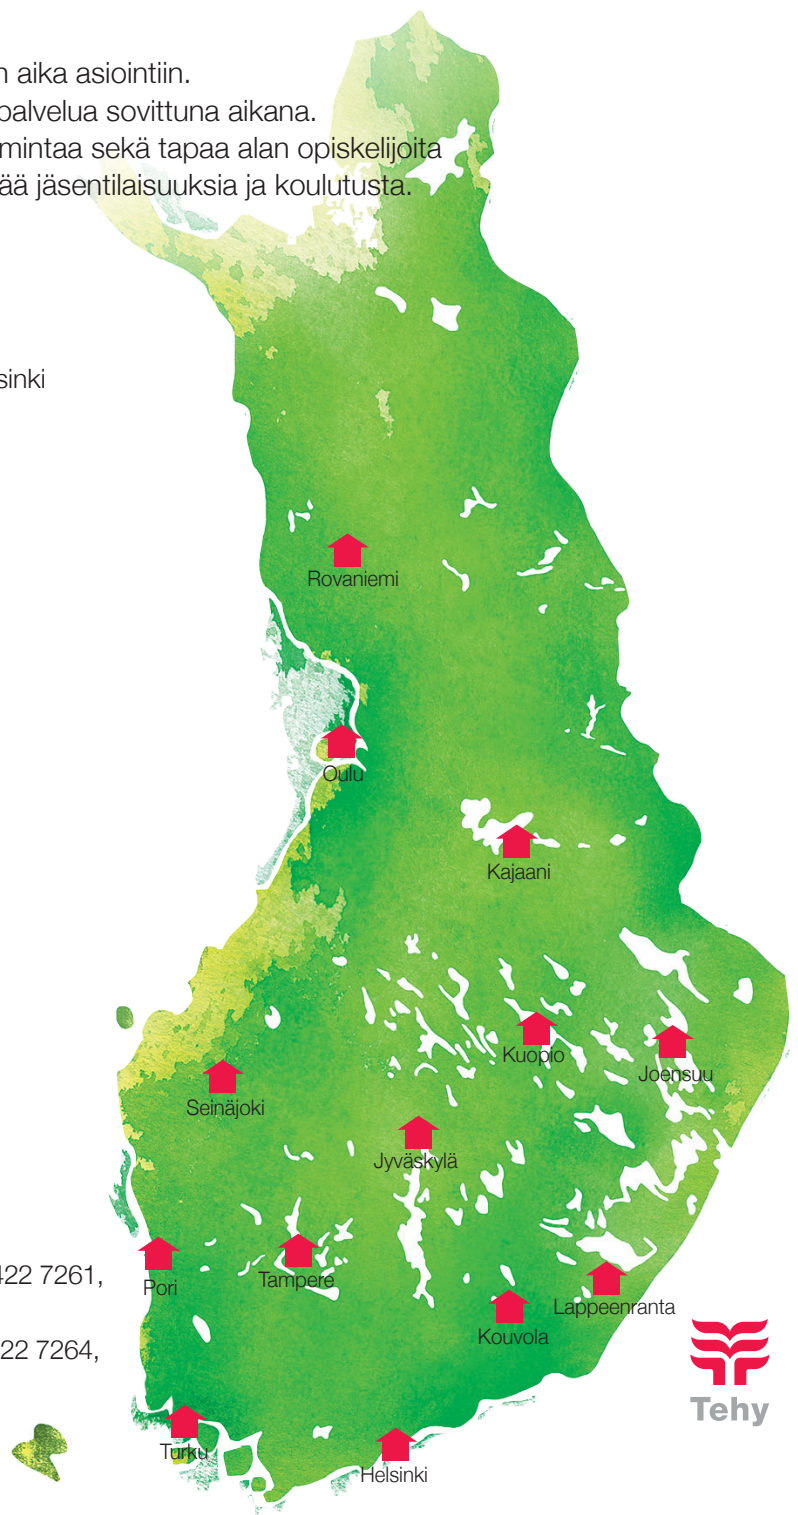 n aika asiointiin.
palvelua sovittuna aikana.
mintaa sekä tapaa alan opiskelijoita
ää jäsentilaisuuksia ja koulutusta.
sinki
Rovaniemi
Oulu
Kajaani
Kuopio
Joensuu
Seinäjoki
Jyväskylä
422 7261,
Pori
Tampere
Lappeenranta
Kouvola
22 7264,
Tehy
Turku
Helsinki